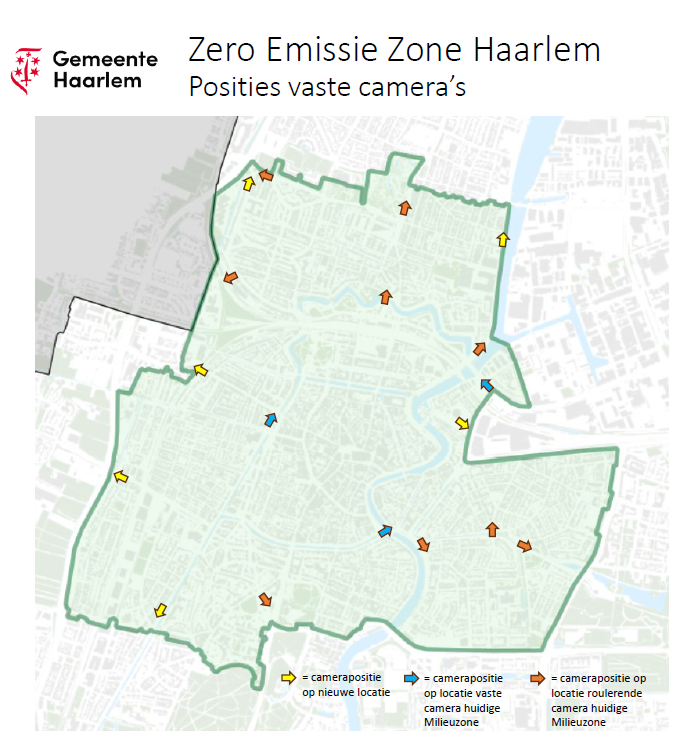 Gemeente
Haarlem
Zero Emissie Zone Haarlem
Posities vaste camera’s
= camerapositie
op nieuwe locatie
= camerapositie
op locatie vaste
camera huidige
Milieuzone
= camerapositie op
locatie roulerende
camera huidige
Milieuzone